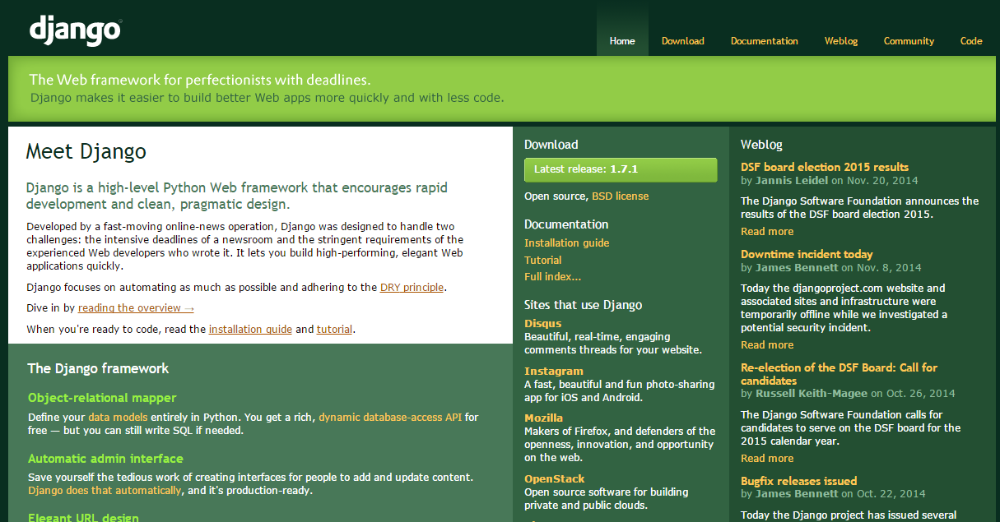 django
Home
Download
Documentation
Weblog
Community
Code
The Web framework for perfectionists with deadlines.
Django makes it easier to build better Web apps more quickly and with less code.
Meet Django
Django is a high-level Python Web framework that encourages rapid
development and clean, pragmatic design.
Developed by a fast-moving online-news operation, Django was designed to handle two
challenges: the intensive deadlines of a newsroom and the stringent requirements of the
experienced Web developers who wrote it. It lets you build high-performing, elegant Web
applications quickly.
Django focuses on automating as much as possible and adhering to the DRY principle.
Dive in by reading the overview →
When you're ready to code, read the installation guide and tutorial.
The Django framework
Object-relational mapper
Define your data models entirely in Python. You get a rich, dynamic database-access API for
free — but you can still write SQL if needed.
Automatic admin interface
Save yourself the tedious work of creating interfaces for people to add and update content.
Django does that automatically, and it's production-ready.
Elegant URL design
Download
Latest release: 1.7.1
Open source, BSD license
Documentation
Installation guide
Tutorial
Full index...
Sites that use Django
Disqus
Beautiful, real-time, engaging
comments threads for your website.
Instagram
A fast, beautiful and fun photo-sharing
app for iOS and Android.
Mozilla
Makers of Firefox, and defenders of the
openness, innovation, and opportunity
on the web.
OpenStack
Open source software for building
private and public clouds.
Weblog
DSF board election 2015 results
by Jannis Leidel on Nov. 20, 2014
The Django Software Foundation announces the
results of the DSF board election 2015.
Read more
Downtime incident today
by James Bennett on Nov. 8, 2014
Today the djangoproject.com website and
associated sites and infrastructure were
temporarily offline while we investigated a
potential security incident.
Read more
Re-election of the DSF Board: Call for
candidates
by Russell Keith-Magee on Oct. 26, 2014
The Django Software Foundation calls for
candidates to serve on the DSF board for the
2015 calendar year.
Read more
Bugfix releases issued
by James Bennett on Oct. 22, 2014
Today the Django project has issued several